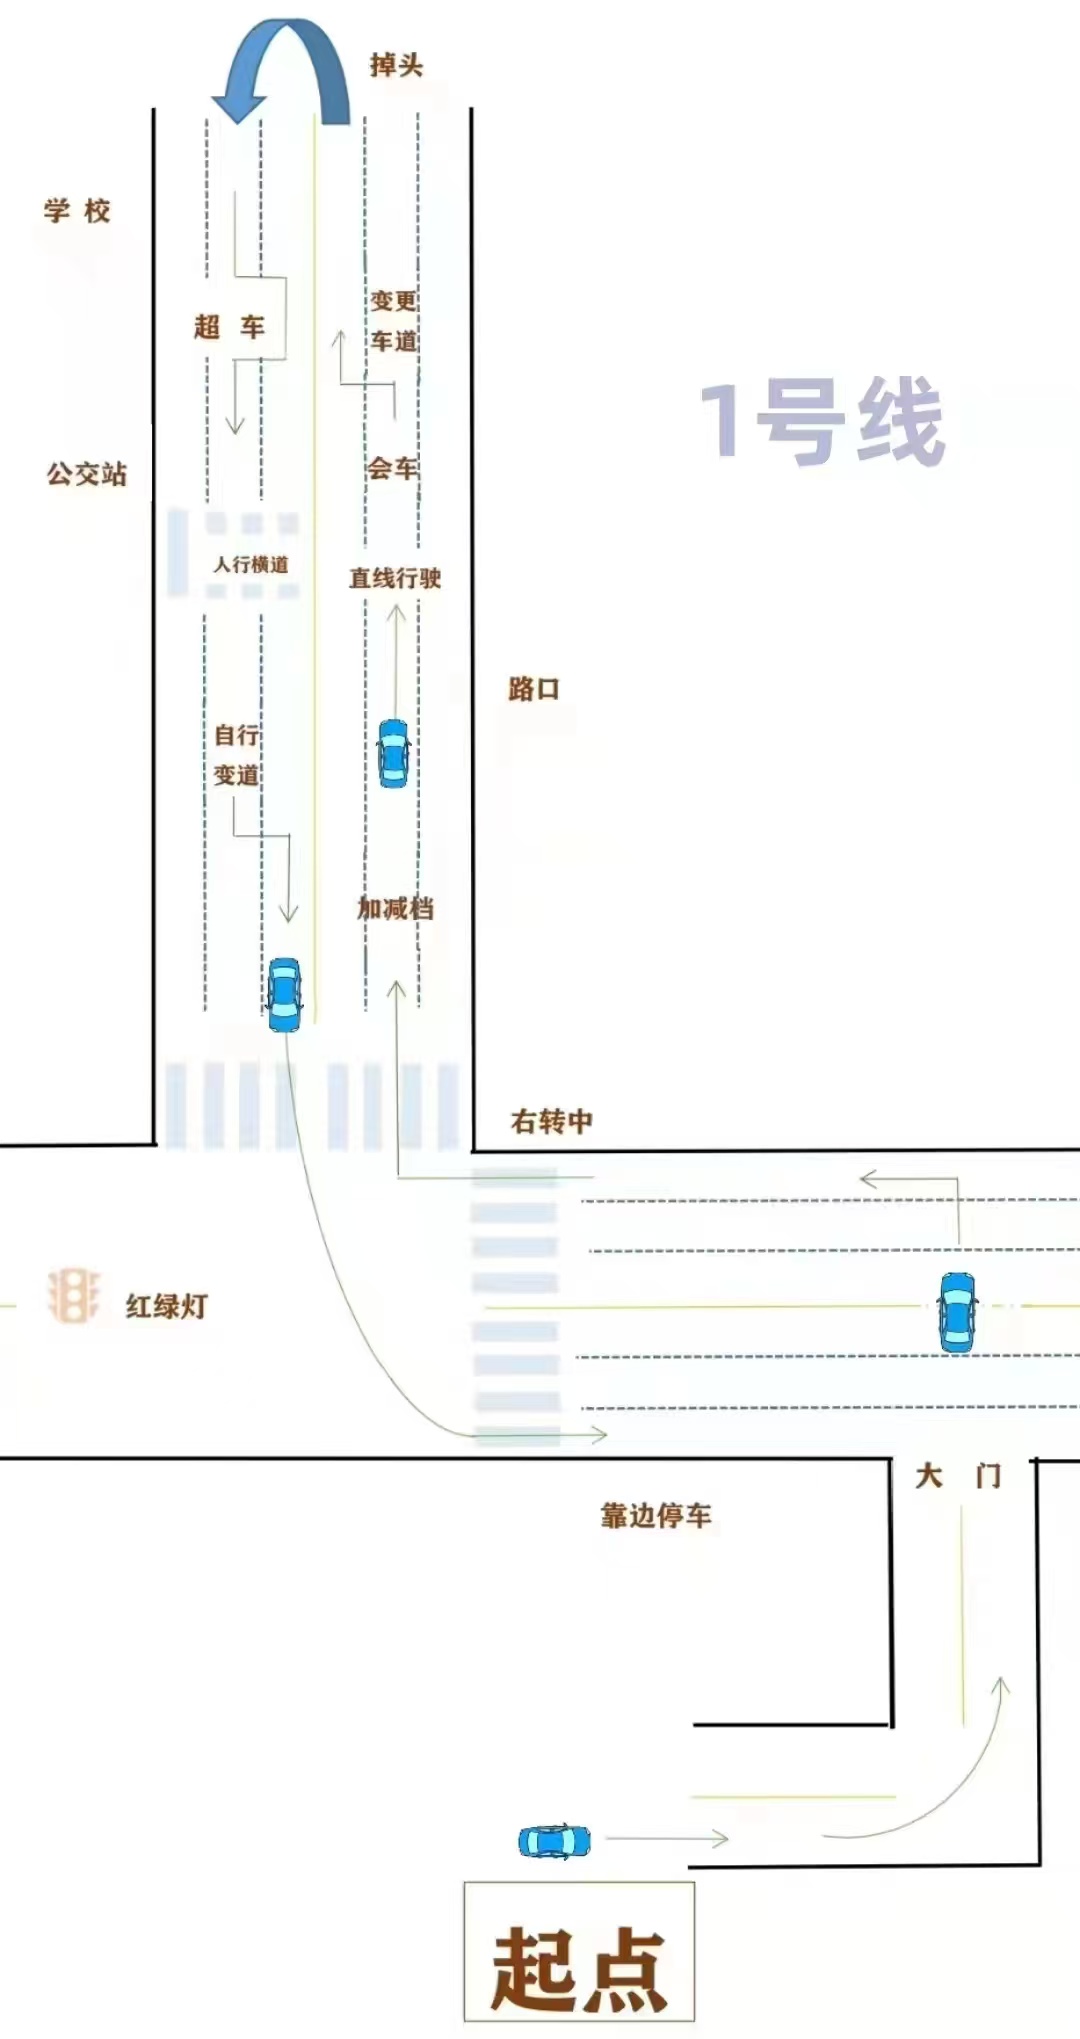 掉头
学 校
变更
车道
超 车
1号线
会车
公交站
人行横道
直线行驶
路口
自行
变道
加减档
右转中
红绿灯
大 门
靠边停车
起点